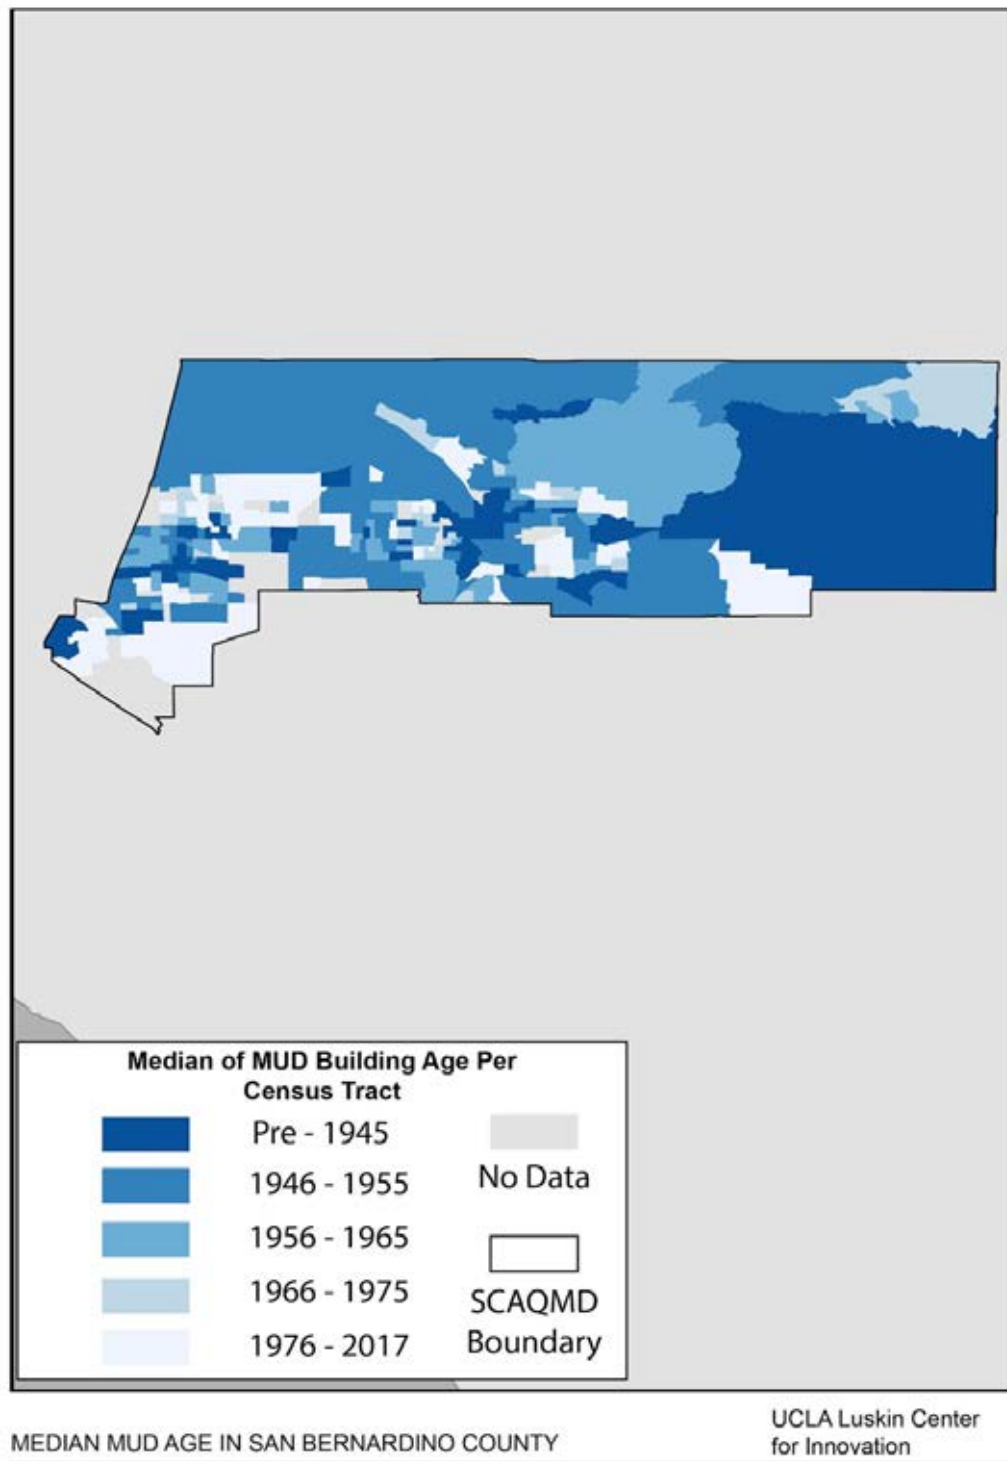 Median of MUD Building Age Per
Census Tract
Pre - 1945
1946 - 1955
1956 - 1965
1966 - 1975
1976 - 2017
No Data
SCAQMD
Boundary
MEDIAN MUD AGE IN SAN BERNARDINO COUNTY
UCLA Luskin Center
for Innovation